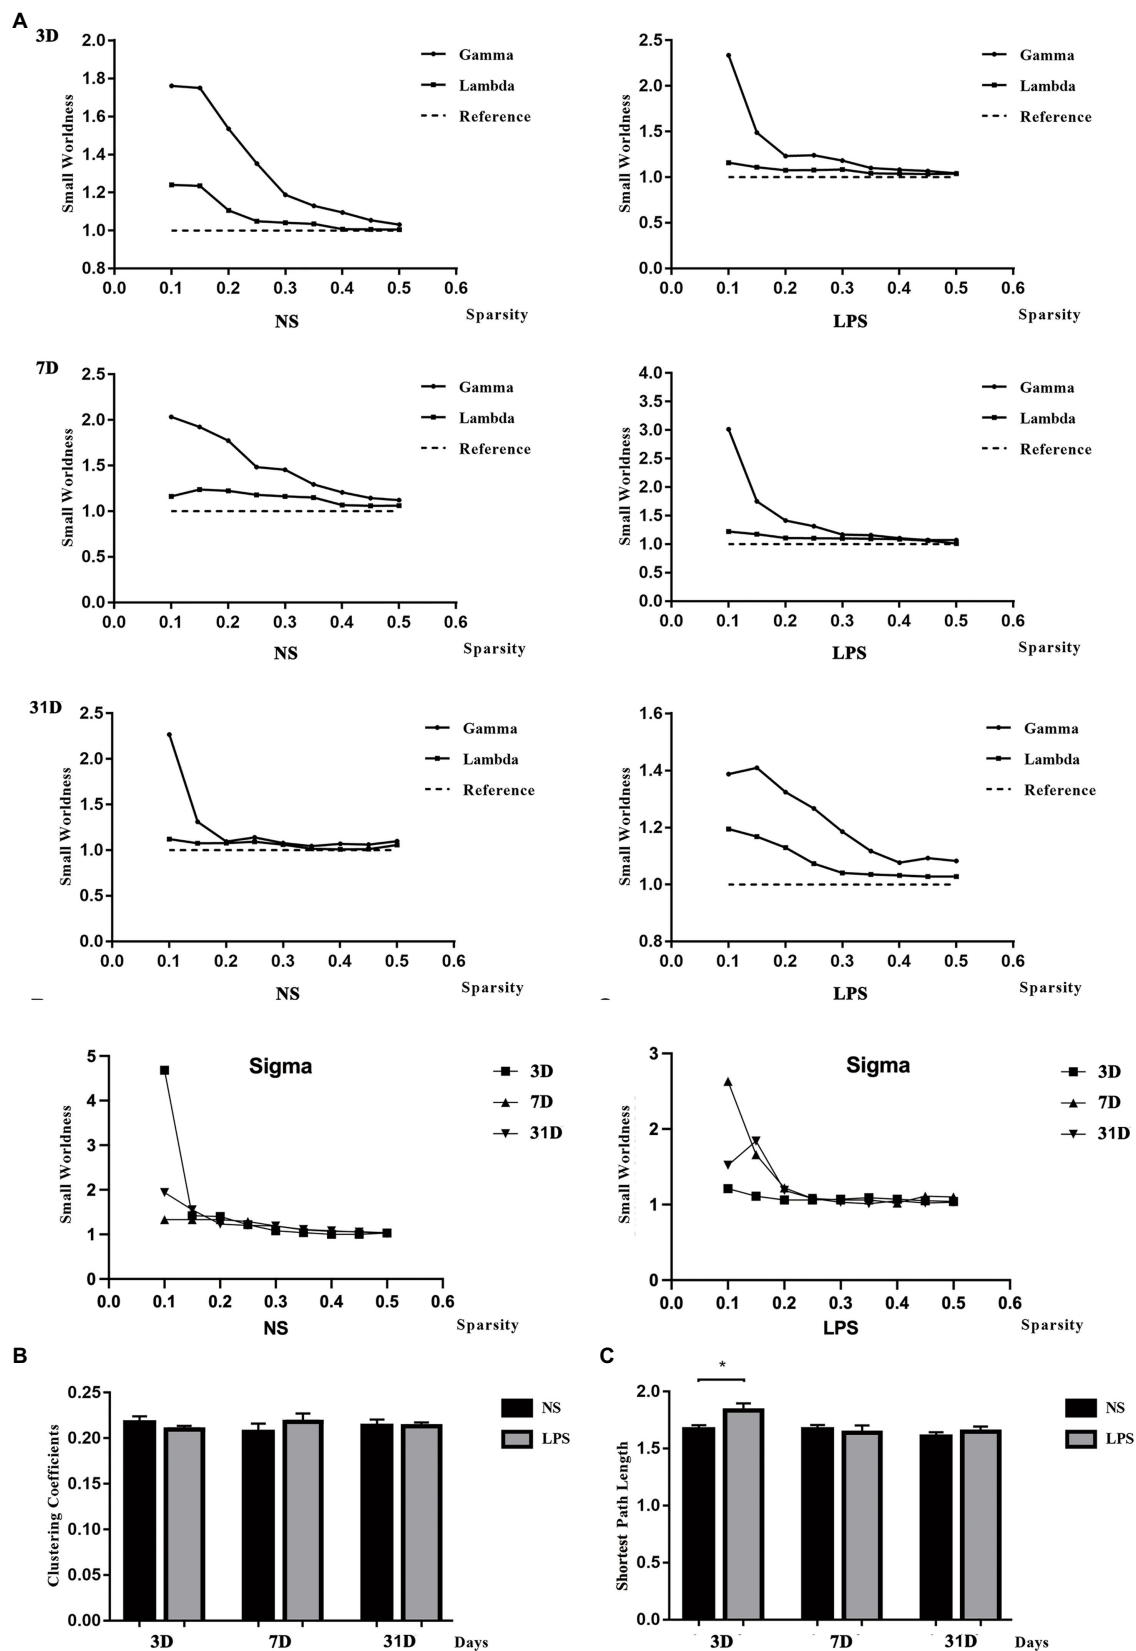 A
3D
2.0
1.8
1.6
1.4
1.2
1.0
0.8
Small Worldness
0.0 0.1 0.2 0.3 0.4 0.5 0.6
NS
Sparsity
Gamma
Lambda
Reference
2.5
2.0
1.5
1.0
0.5
0.0
Small Worldness
0.0 0.1 0.2 0.3 0.4 0.5 0.6
LPS
Sparsity
Gamma
Lambda
Reference
7D
2.5
2.0
1.5
1.0
0.5
0.0
Small Worldness
0.0 0.1 0.2 0.3 0.4 0.5 0.6
NS
Sparsity
Gamma
Lambda
Reference
4.0
3.5
3.0
2.5
2.0
1.5
1.0
0.5
0.0
Small Worldness
0.0 0.1 0.2 0.3 0.4 0.5 0.6
LPS
Sparsity
Gamma
Lambda
Reference
31D
2.5
2.0
1.5
1.0
0.5
0.0
Small Worldness
0.0 0.1 0.2 0.3 0.4 0.5 0.6
NS
Sparsity
Gamma
Lambda
Reference
1.6
1.4
1.2
1.0
0.8
Small Worldness
0.0 0.1 0.2 0.3 0.4 0.5 0.6
LPS
Sparsity
Gamma
Lambda
Reference
Sigma
5
4
3
2
1
0
Small Worldness
0.0 0.1 0.2 0.3 0.4 0.5 0.6
NS
Sparsity
3D
7D
31D
Sigma
3
2
1
0
Small Worldness
0.0 0.1 0.2 0.3 0.4 0.5 0.6
LPS
Sparsity
3D
7D
31D
B
0.25
0.20
0.15
0.10
0.05
0.00
Clustering Coefficients
3D 7D 31D Days
NS
LPS
C
*
2.0
1.5
1.0
0.5
0.0
Shortest Path Length
3D 7D 31D Days
NS
LPS